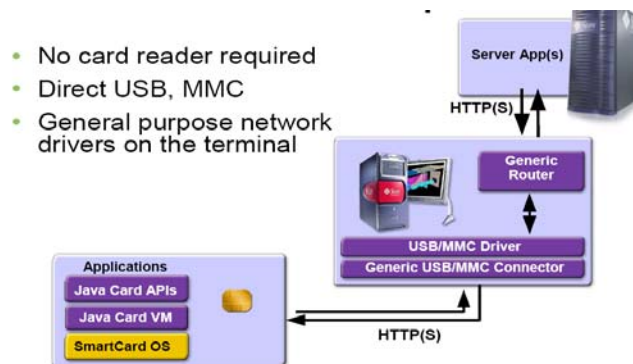 • No card reader required
• Direct USB, MMC
• General purpose network
drivers on the terminal
Server App(s)
HTTP(S)
Generic
Router
USB/MMC Driver
Generic USB/MMC Connector
Applications
Java Card APIs
Java Card VM
SmartCard OS
HTTP(S)